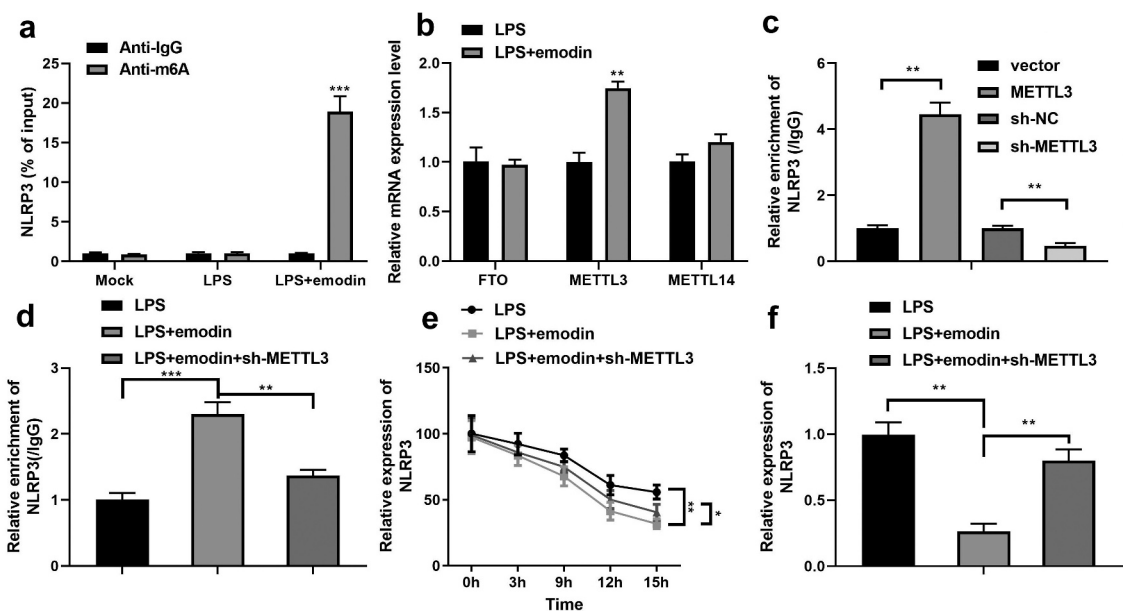 a
Anti-IgG
Anti-m6A
NLRP3 (% of input)
25
20
15
10
5
0
***
Mock
LPS
LPS+emodin
b
LPS
LPS+emodin
Relative mRNA expression level
2.0
1.5
1.0
0.5
0.0
**
FTO
METTL3
METTL14
c
vector
METTL3
sh-NC
sh-METTL3
Relative enrichment of
NLRP3 (/IgG)
6
4
2
0
**
**
d
LPS
LPS+emodin
LPS+emodin+sh-METTL3
Relative enrichment of
NLRP3(/IgG)
3
2
1
0
***
**
e
LPS
LPS+emodin
LPS+emodin+sh-METTL3
Relative expression of
NLRP3
150
100
50
0
**
*
0h
3h
9h
12h
15h
Time
f
LPS
LPS+emodin
LPS+emodin+sh-METTL3
Relative expression of
NLRP3
1.5
1.0
0.5
0.0
**
**